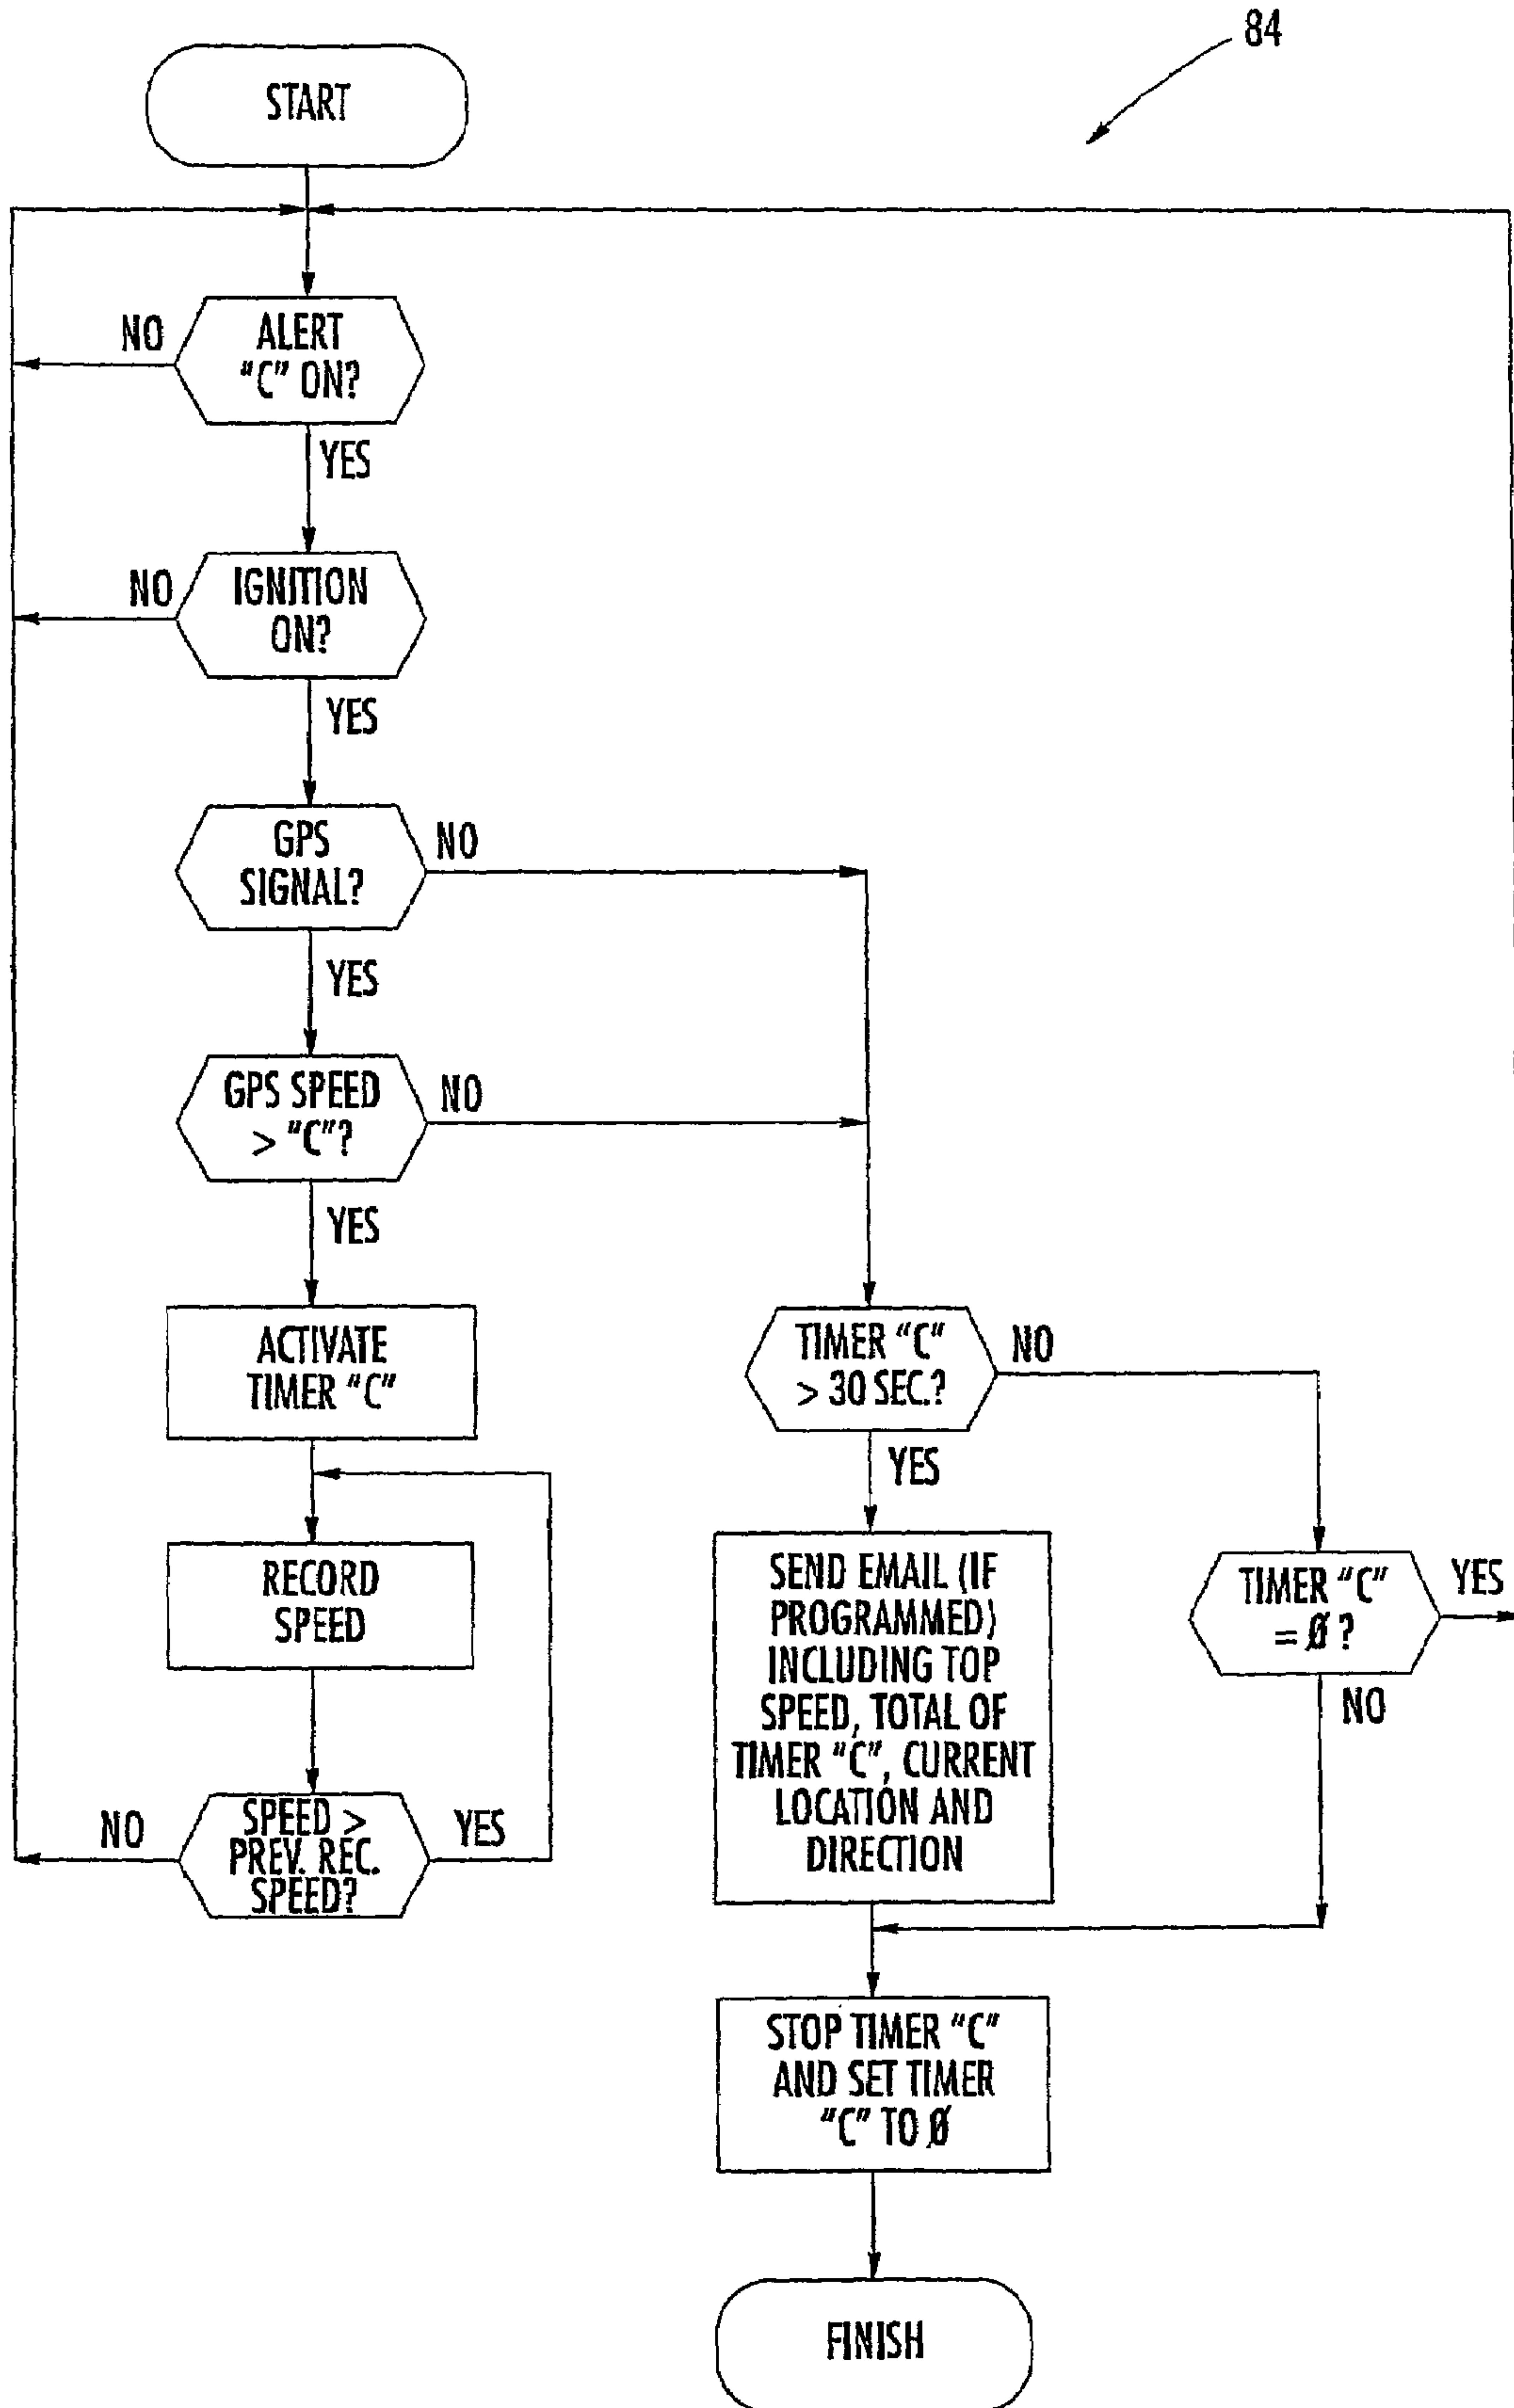 84
START
ALERT
"C" ON?
NO
YES
IGNITION
ON?
NO
YES
GPS
SIGNAL?
NO
YES
GPS SPEED
> "C"?
NO
YES
ACTIVATE
TIMER "C"
TIMER "C"
> 30 SEC.?
NO
YES
RECORD
SPEED
SEND EMAIL (IF
PROGRAMMED)
INCLUDING TOP
SPEED, TOTAL OF
TIMER "C", CURRENT
LOCATION AND
DIRECTION
TIMER "C"
= Ø ?
YES
NO
SPEED >
PREV. REC.
SPEED?
NO
YES
STOP TIMER "C"
AND SET TIMER
"C" TO Ø
FINISH